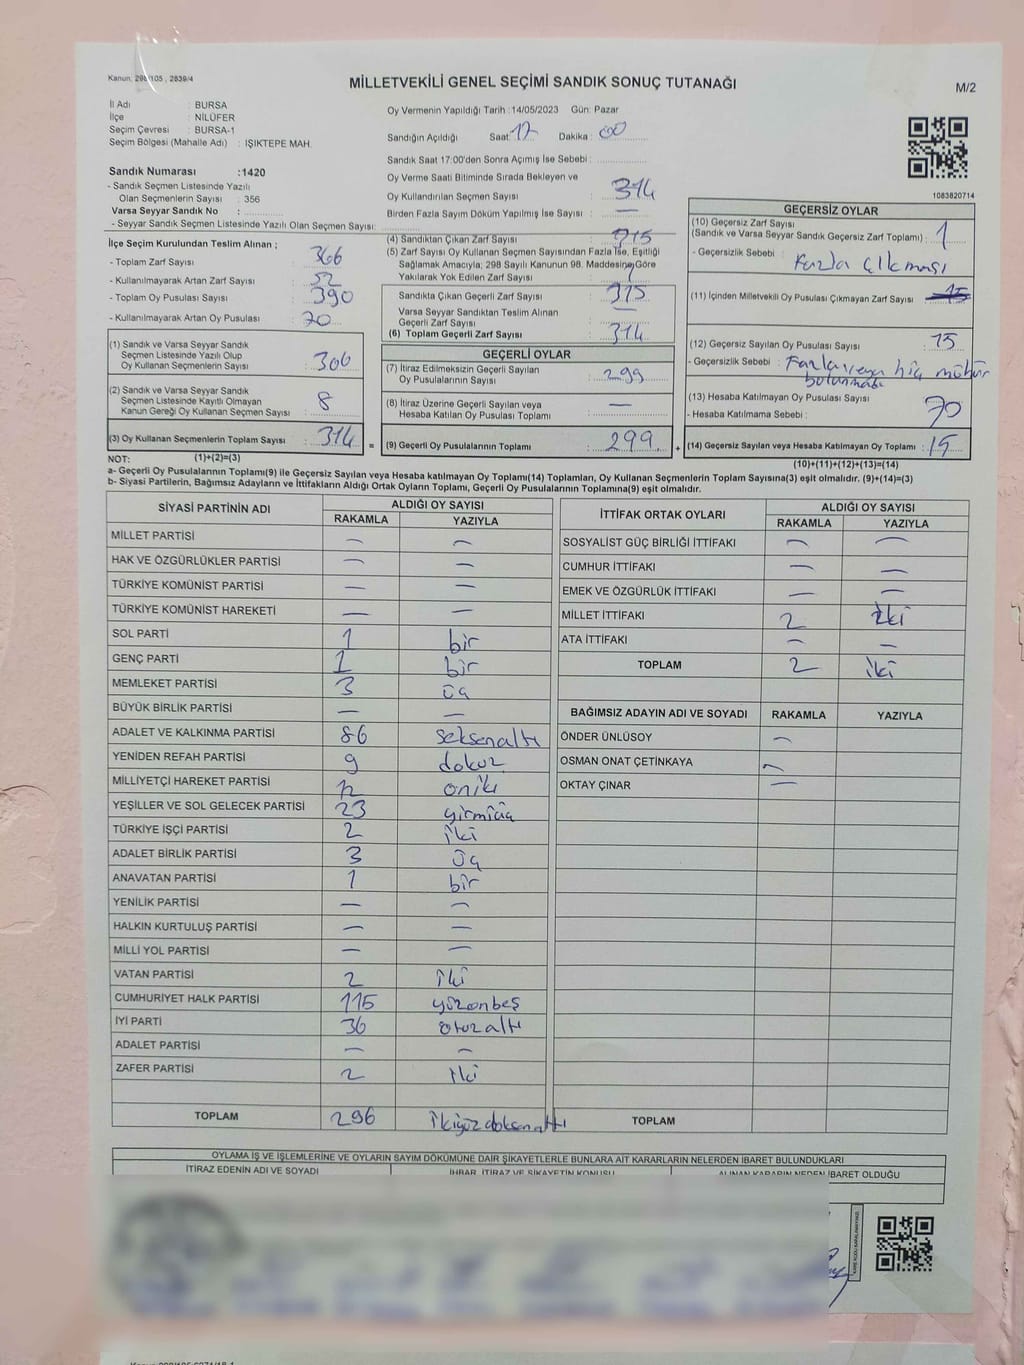 Kanun: 298/105 , 2839/4
MİLLETVEKİLİ GENEL SEÇİMİ SANDIK SONUÇ TUTANAĞI
M/2
İl Adı : BURSA
İlçe : NİLÜFER
Seçim Çevresi : BURSA-1
Seçim Bölgesi (Mahalle Adı) : IŞIKTEPE MAH.
Sandık Numarası :1420
- Sandık Seçmen Listesinde Yazılı
Olan Seçmenlerin Sayısı : 356
Varsa Seyyar Sandık No :
- Seyyar Sandık Seçmen Listesinde Yazılı Olan Seçmen Sayısı:
Oy Vermenin Yapıldığı Tarih :14/05/2023 Gün: Pazar
Sandığın Açıldığı Saat: 17 Dakika : 00
Sandık Saat 17:00'den Sonra Açımış İse Sebebi :
Oy Verme Saati Bitiminde Sırada Bekleyen ve
Oy Kullandırılan Seçmen Sayısı : 314
Birden Fazla Sayım Döküm Yapılmış İse Sayısı : —
1083820714
İlçe Seçim Kurulundan Teslim Alınan ;
- Toplam Zarf Sayısı : 366
- Kullanılmayarak Artan Zarf Sayısı : 52
- Toplam Oy Pusulası Sayısı : 390
- Kullanılmayarak Artan Oy Pusulası : 70
(1) Sandık ve Varsa Seyyar Sandık
Seçmen Listesinde Yazılı Olup
Oy Kullanan Seçmenlerin Sayısı : 306
(2) Sandık ve Varsa Seyyar Sandık
Seçmen Listesinde Kayıtlı Olmayan
Kanun Gereği Oy Kullanan Seçmen Sayısı : 8
(3) Oy Kullanan Seçmenlerin Toplam Sayısı : 314
(4) Sandıktan Çıkan Zarf Sayısı : 315
(5) Zarf Sayısı Oy Kullanan Seçmen Sayısından Fazla İse, Eşitliği
Sağlamak Amacıyla, 298 Sayılı Kanunun 98. Maddesine Göre
Yakılarak Yok Edilen Zarf Sayısı : 1
Sandıkta Çıkan Geçerli Zarf Sayısı : 315
Varsa Seyyar Sandıktan Teslim Alınan
Geçerli Zarf Sayısı : —
(6) Toplam Geçerli Zarf Sayısı : 314
GEÇERLİ OYLAR
(7) İtiraz Edilmeksizin Geçerli Sayılan
Oy Pusulalarının Sayısı : 299
(8) İtiraz Üzerine Geçerli Sayılan veya
Hesaba Katılan Oy Pusulası Toplamı : —
= (9) Geçerli Oy Pusulalarının Toplamı : 299 +
GEÇERSİZ OYLAR
(10) Geçersiz Zarf Sayısı
(Sandık ve Varsa Seyyar Sandık Geçersiz Zarf Toplamı) : 1
- Geçersizlik Sebebi : Fazla çıkması
(11) İçinden Milletvekili Oy Pusulası Çıkmayan Zarf Sayısı :
(12) Geçersiz Sayılan Oy Pusulası Sayısı : 15
- Geçersizlik Sebebi : Fazla veya hiç mühür
bulunması
(13) Hesaba Katılmayan Oy Pusulası Sayısı : 70
- Hesaba Katılmama Sebebi :
(14) Geçersiz Sayılan veya Hesaba Katılmayan Oy Toplamı : 15
NOT: (1)+(2)=(3)
(10)+(11)+(12)+(13)=(14)
a- Geçerli Oy Pusulalarının Toplamı(9) ile Geçersiz Sayılan veya Hesaba katılmayan Oy Toplamı(14) Toplamları, Oy Kullanan Seçmenlerin Toplam Sayısına(3) eşit olmalıdır. (9)+(14)=(3)
b- Siyasi Partilerin, Bağımsız Adayların ve İttifakların Aldığı Ortak Oyların Toplamı, Geçerli Oy Pusulalarının Toplamına(9) eşit olmalıdır.
SİYASİ PARTİNİN ADI ALDIĞI OY SAYISI
RAKAMLA YAZIYLA
MİLLET PARTİSİ — —
HAK VE ÖZGÜRLÜKLER PARTİSİ — —
TÜRKİYE KOMÜNİST PARTİSİ — —
TÜRKİYE KOMÜNİST HAREKETİ — —
SOL PARTİ 1 bir
GENÇ PARTİ 1 bir
MEMLEKET PARTİSİ 3 üç
BÜYÜK BİRLİK PARTİSİ — —
ADALET VE KALKINMA PARTİSİ 86 seksenaltı
YENİDEN REFAH PARTİSİ 9 dokuz
MİLLİYETÇİ HAREKET PARTİSİ 12 oniki
YEŞİLLER VE SOL GELECEK PARTİSİ 23 yirmiüç
TÜRKİYE İŞÇİ PARTİSİ 2 iki
ADALET BİRLİK PARTİSİ 3 üç
ANAVATAN PARTİSİ 1 bir
YENİLİK PARTİSİ — —
HALKIN KURTULUŞ PARTİSİ — —
MİLLİ YOL PARTİSİ — —
VATAN PARTİSİ 2 iki
CUMHURİYET HALK PARTİSİ 115 yüzonbeş
İYİ PARTİ 36 otuzaltı
ADALET PARTİSİ — —
ZAFER PARTİSİ 2 iki
TOPLAM 296 ikiyüzdoksanaltı
İTTİFAK ORTAK OYLARI ALDIĞI OY SAYISI
RAKAMLA YAZIYLA
SOSYALİST GÜÇ BİRLİĞİ İTTİFAKI — —
CUMHUR İTTİFAKI — —
EMEK VE ÖZGÜRLÜK İTTİFAKI — —
MİLLET İTTİFAKI 2 iki
ATA İTTİFAKI — —
TOPLAM 2 iki
BAĞIMSIZ ADAYIN ADI VE SOYADI RAKAMLA YAZIYLA
ÖNDER ÜNLÜSOY —
OSMAN ONAT ÇETİNKAYA —
OKTAY ÇINAR —
TOPLAM
OYLAMA İŞ VE İŞLEMLERİNE VE OYLARIN SAYIM DÖKÜMÜNE DAİR ŞİKAYETLERLE BUNLARA AİT KARARLARIN NELERDEN İBARET BULUNDUKLARI
İTİRAZ EDENİN ADI VE SOYADI İHBAR, İTİRAZ VE ŞİKAYETİN KONUSU ALINAN KARARIN NEDEN İBARET OLDUĞU